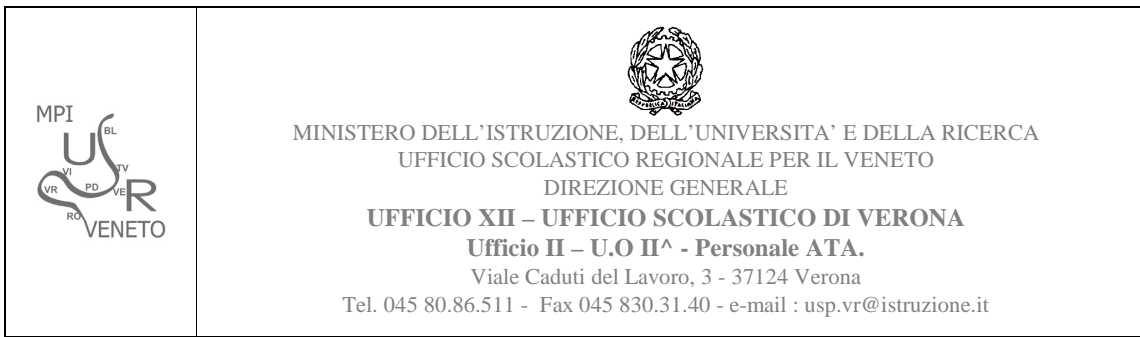 MPI
U
S
R
VENETO
BL
VI
TV
VR
PD
VE
RO
REPVBBLICA ITALIANA
MINISTERO DELL’ISTRUZIONE, DELL’UNIVERSITA’ E DELLA RICERCA
UFFICIO SCOLASTICO REGIONALE PER IL VENETO
DIREZIONE GENERALE
UFFICIO XII – UFFICIO SCOLASTICO DI VERONA
Ufficio II – U.O II^ - Personale ATA.
Viale Caduti del Lavoro, 3 - 37124 Verona
Tel. 045 80.86.511 - Fax 045 830.31.40 - e-mail : usp.vr@istruzione.it